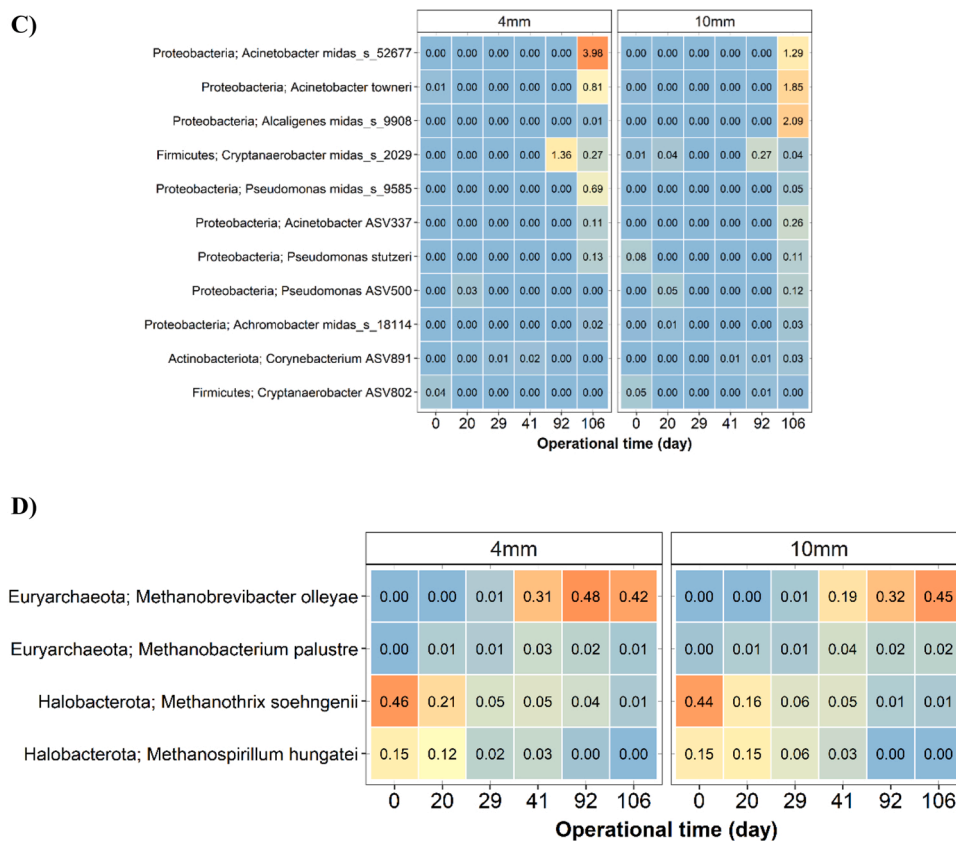 C)
4mm 10mm
Proteobacteria; Acinetobacter midas_s_52677 0.00 0.00 0.00 0.00 0.00 3.98 0.00 0.00 0.00 0.00 0.00 1.29
Proteobacteria; Acinetobacter towneri 0.01 0.00 0.00 0.00 0.00 0.81 0.00 0.00 0.00 0.00 0.00 1.85
Proteobacteria; Alcaligenes midas_s_9908 0.00 0.00 0.00 0.00 0.00 0.01 0.00 0.00 0.00 0.00 0.00 2.09
Firmicutes; Cryptanaerobacter midas_s_2029 0.00 0.00 0.00 0.00 1.36 0.27 0.01 0.04 0.00 0.00 0.27 0.04
Proteobacteria; Pseudomonas midas_s_9585 0.00 0.00 0.00 0.00 0.00 0.69 0.00 0.00 0.00 0.00 0.00 0.05
Proteobacteria; Acinetobacter ASV337 0.00 0.00 0.00 0.00 0.00 0.11 0.00 0.00 0.00 0.00 0.00 0.26
Proteobacteria; Pseudomonas stutzeri 0.00 0.00 0.00 0.00 0.00 0.13 0.08 0.00 0.00 0.00 0.00 0.11
Proteobacteria; Pseudomonas ASV500 0.00 0.03 0.00 0.00 0.00 0.00 0.00 0.05 0.00 0.00 0.00 0.12
Proteobacteria; Achromobacter midas_s_18114 0.00 0.00 0.00 0.00 0.00 0.02 0.00 0.01 0.00 0.00 0.00 0.03
Actinobacteriota; Corynebacterium ASV891 0.00 0.00 0.01 0.02 0.00 0.00 0.00 0.00 0.00 0.01 0.01 0.03
Firmicutes; Cryptanaerobacter ASV802 0.04 0.00 0.00 0.00 0.00 0.00 0.05 0.00 0.00 0.00 0.01 0.00
0 20 29 41 92 106 0 20 29 41 92 106
Operational time (day)
D)
4mm 10mm
Euryarchaeota; Methanobrevibacter olleyae 0.00 0.00 0.01 0.31 0.48 0.42 0.00 0.00 0.01 0.19 0.32 0.45
Euryarchaeota; Methanobacterium palustre 0.00 0.01 0.01 0.03 0.02 0.01 0.00 0.01 0.01 0.04 0.02 0.02
Halobacterota; Methanothrix soehngenii 0.46 0.21 0.05 0.05 0.04 0.01 0.44 0.16 0.06 0.05 0.01 0.01
Halobacterota; Methanospirillum hungatei 0.15 0.12 0.02 0.03 0.00 0.00 0.15 0.15 0.06 0.03 0.00 0.00
0 20 29 41 92 106 0 20 29 41 92 106
Operational time (day)